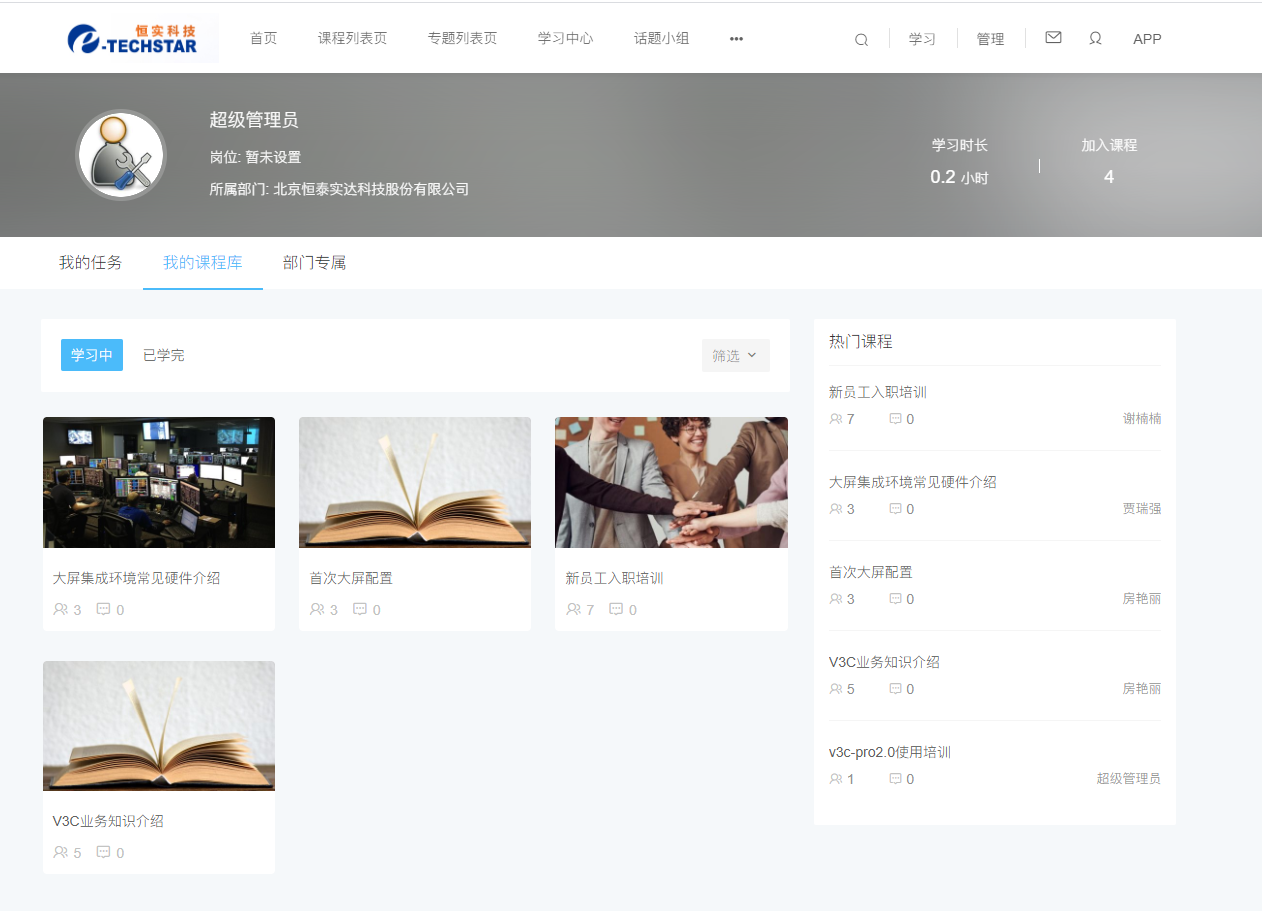 恒实科技
e-TECHSTAR
首页 课程列表页 专题列表页 学习中心 话题小组 ••• 学习 管理 APP
超级管理员
岗位: 暂未设置
所属部门: 北京恒泰实达科技股份有限公司
学习时长 加入课程
0.2 小时 4
我的任务 我的课程库 部门专属
学习中 已学完 筛选
大屏集成环境常见硬件介绍
3 0
首次大屏配置
3 0
新员工入职培训
7 0
V3C业务知识介绍
5 0
热门课程
新员工入职培训
7 0 谢楠楠
大屏集成环境常见硬件介绍
3 0 贾瑞强
首次大屏配置
3 0 房艳丽
V3C业务知识介绍
5 0 房艳丽
v3c-pro2.0使用培训
1 0 超级管理员